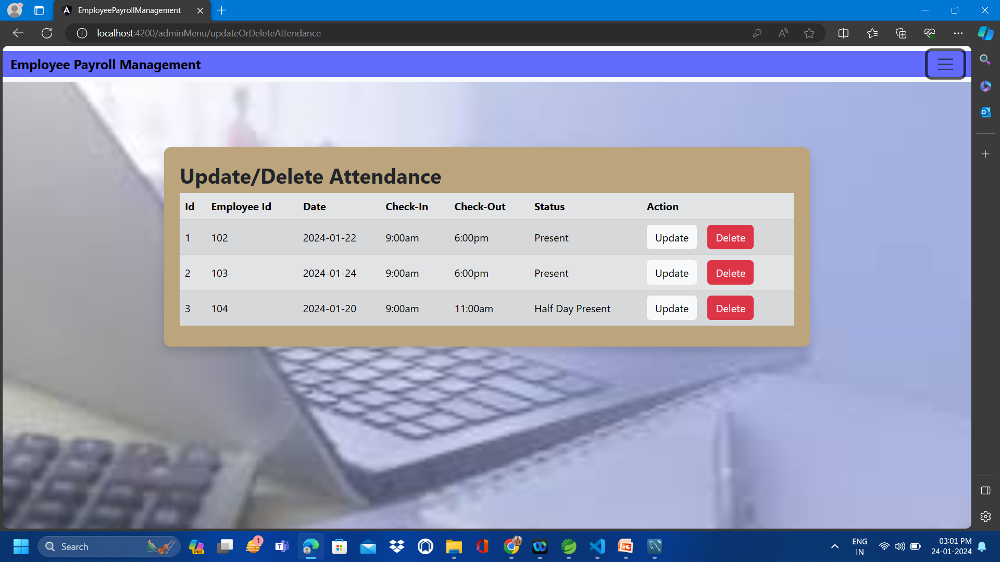 EmployeePayrollManagement
localhost:4200/adminMenu/updateOrDeleteAttendance
Employee Payroll Management
Update/Delete Attendance
Id Employee Id Date Check-In Check-Out Status Action
1 102 2024-01-22 9:00am 6:00pm Present Update Delete
2 103 2024-01-24 9:00am 6:00pm Present Update Delete
3 104 2024-01-20 9:00am 11:00am Half Day Present Update Delete
Search
PRE
1
ENG
IN
03:01 PM
24-01-2024